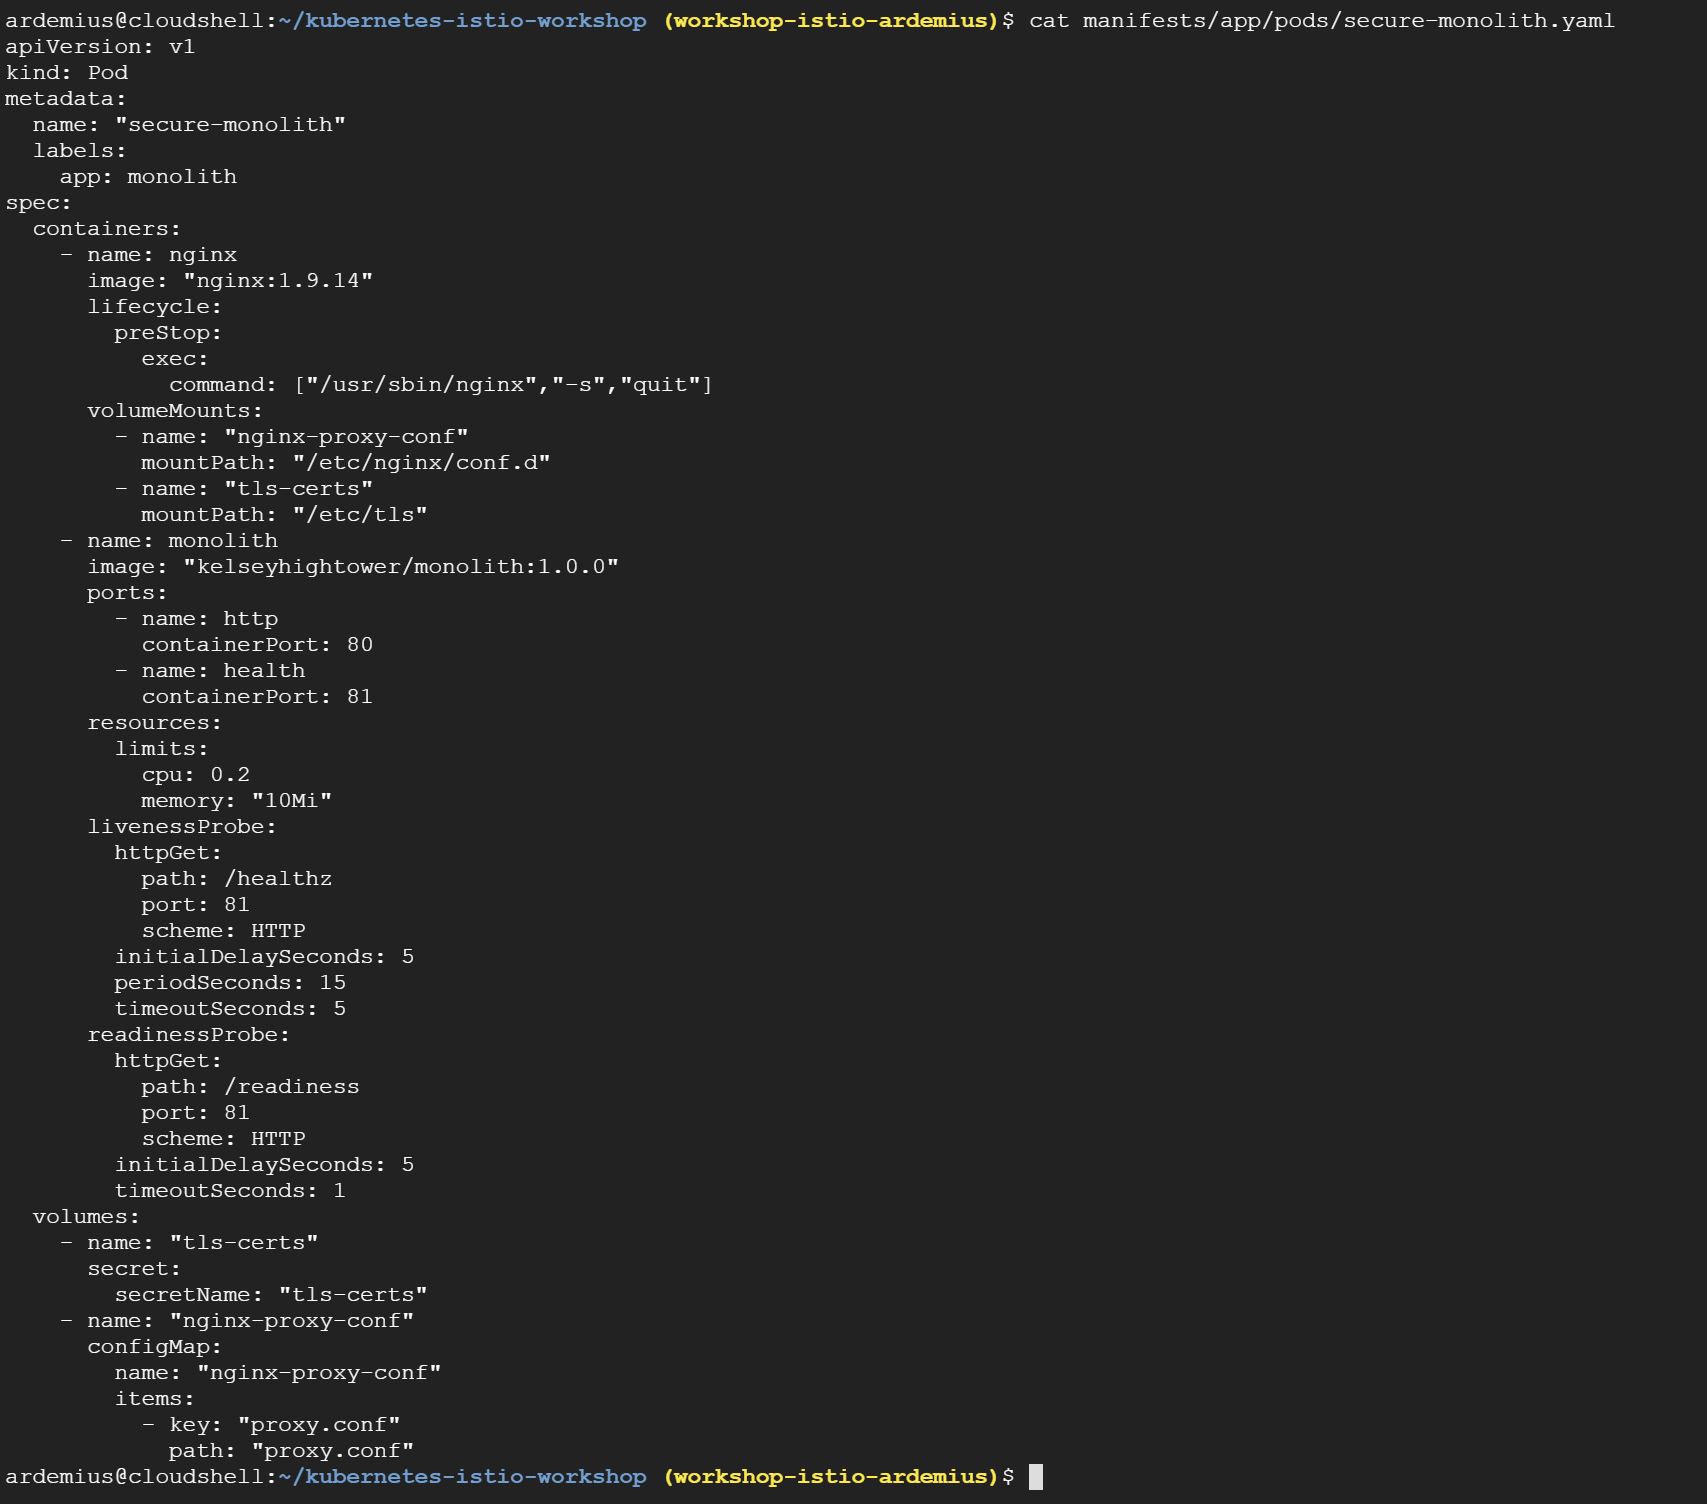 ardemius@cloudshell:~/kubernetes-istio-workshop (workshop-istio-ardemius)$ cat manifests/app/pods/secure-monolith.yaml
apiVersion: v1
kind: Pod
metadata:
  name: "secure-monolith"
  labels:
    app: monolith
spec:
  containers:
    - name: nginx
      image: "nginx:1.9.14"
      lifecycle:
        preStop:
          exec:
            command: ["/usr/sbin/nginx","-s","quit"]
      volumeMounts:
        - name: "nginx-proxy-conf"
          mountPath: "/etc/nginx/conf.d"
        - name: "tls-certs"
          mountPath: "/etc/tls"
    - name: monolith
      image: "kelseyhightower/monolith:1.0.0"
      ports:
        - name: http
          containerPort: 80
        - name: health
          containerPort: 81
      resources:
        limits:
          cpu: 0.2
          memory: "10Mi"
      livenessProbe:
        httpGet:
          path: /healthz
          port: 81
          scheme: HTTP
        initialDelaySeconds: 5
        periodSeconds: 15
        timeoutSeconds: 5
      readinessProbe:
        httpGet:
          path: /readiness
          port: 81
          scheme: HTTP
        initialDelaySeconds: 5
        timeoutSeconds: 1
  volumes:
    - name: "tls-certs"
      secret:
        secretName: "tls-certs"
    - name: "nginx-proxy-conf"
      configMap:
        name: "nginx-proxy-conf"
        items:
          - key: "proxy.conf"
            path: "proxy.conf"
ardemius@cloudshell:~/kubernetes-istio-workshop (workshop-istio-ardemius)$